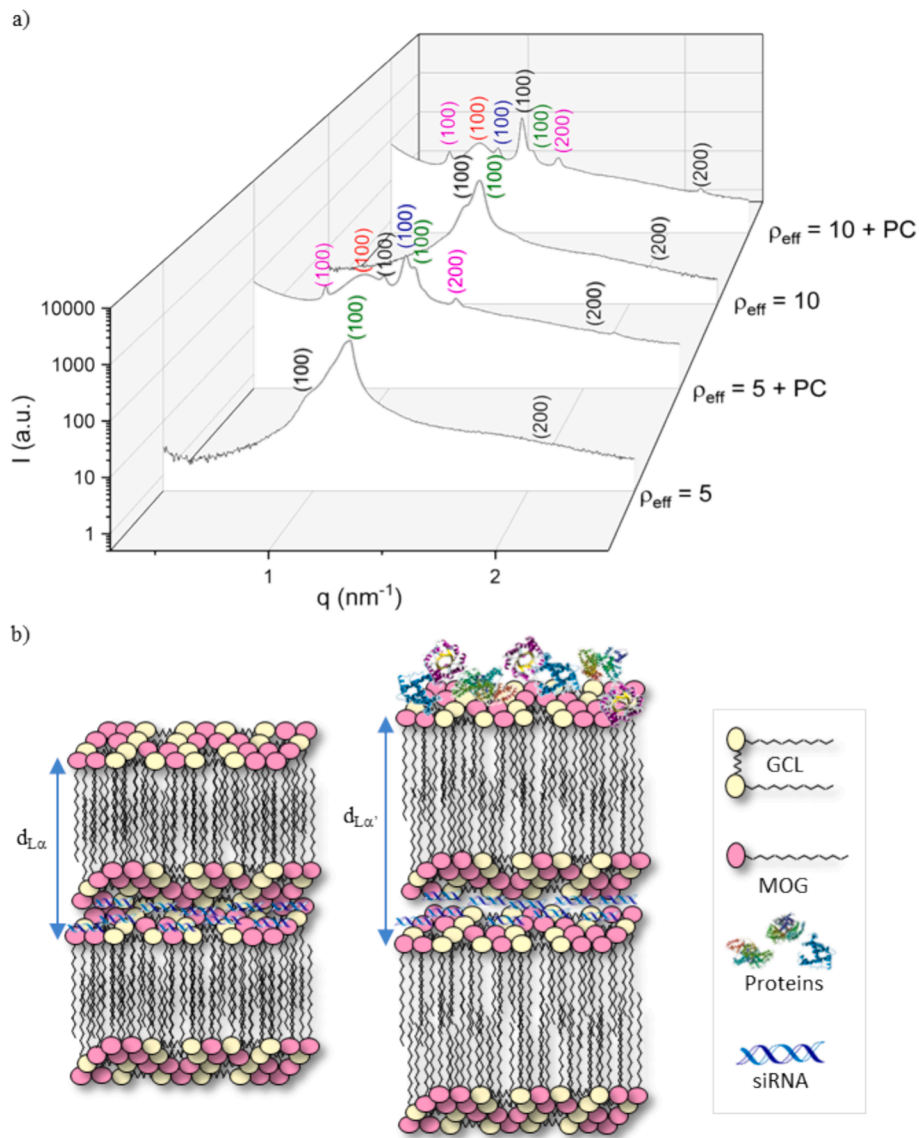 a)
(100)
(100)
(100)
(100)
(100)
(200)
(200)
(100)
(100)
(200)
(100)
(100)
(100)
(100)
(100)
(200)
(200)
(100)
(100)
(200)
10000
1000
100
10
1
I (a.u.)
1
2
q (nm⁻¹)
ρeff = 10 + PC
ρeff = 10
ρeff = 5 + PC
ρeff = 5
b)
dLα
dLα'
GCL
MOG
Proteins
siRNA